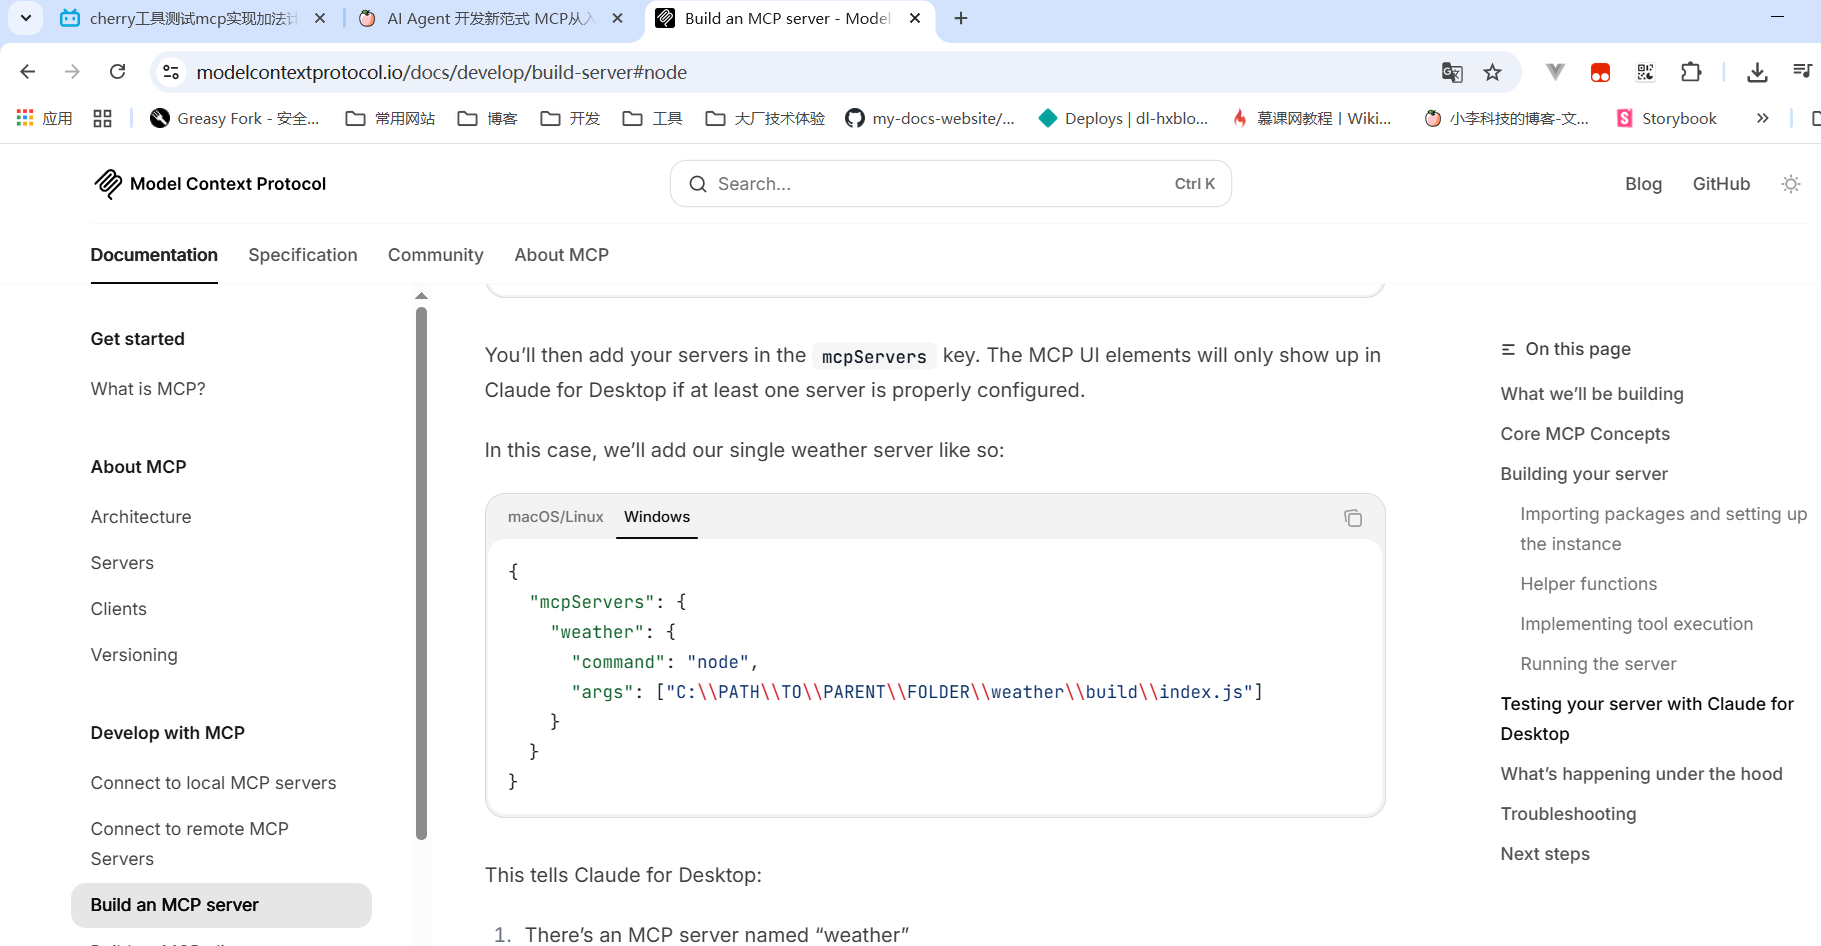 cherry工具测试mcp实现加法计
AI Agent 开发新范式 MCP从入
Build an MCP server - Model
modelcontextprotocol.io/docs/develop/build-server#node
应用
Greasy Fork - 安全...
常用网站
博客
开发
工具
大厂技术体验
my-docs-website/...
Deploys | dl-hxblo...
慕课网教程丨Wiki...
小李科技的博客-文...
Storybook
Model Context Protocol
Search...
Ctrl K
Blog
GitHub
Documentation
Specification
Community
About MCP
Get started
What is MCP?
About MCP
Architecture
Servers
Clients
Versioning
Develop with MCP
Connect to local MCP servers
Connect to remote MCP
Servers
Build an MCP server
You’ll then add your servers in the mcpServers key. The MCP UI elements will only show up in
Claude for Desktop if at least one server is properly configured.
In this case, we’ll add our single weather server like so:
macOS/Linux
Windows
{
"mcpServers": {
"weather": {
"command": "node",
"args": ["C:\\PATH\\TO\\PARENT\\FOLDER\\weather\\build\\index.js"]
}
}
}
This tells Claude for Desktop:
1. There’s an MCP server named “weather”
On this page
What we’ll be building
Core MCP Concepts
Building your server
Importing packages and setting up
the instance
Helper functions
Implementing tool execution
Running the server
Testing your server with Claude for
Desktop
What’s happening under the hood
Troubleshooting
Next steps